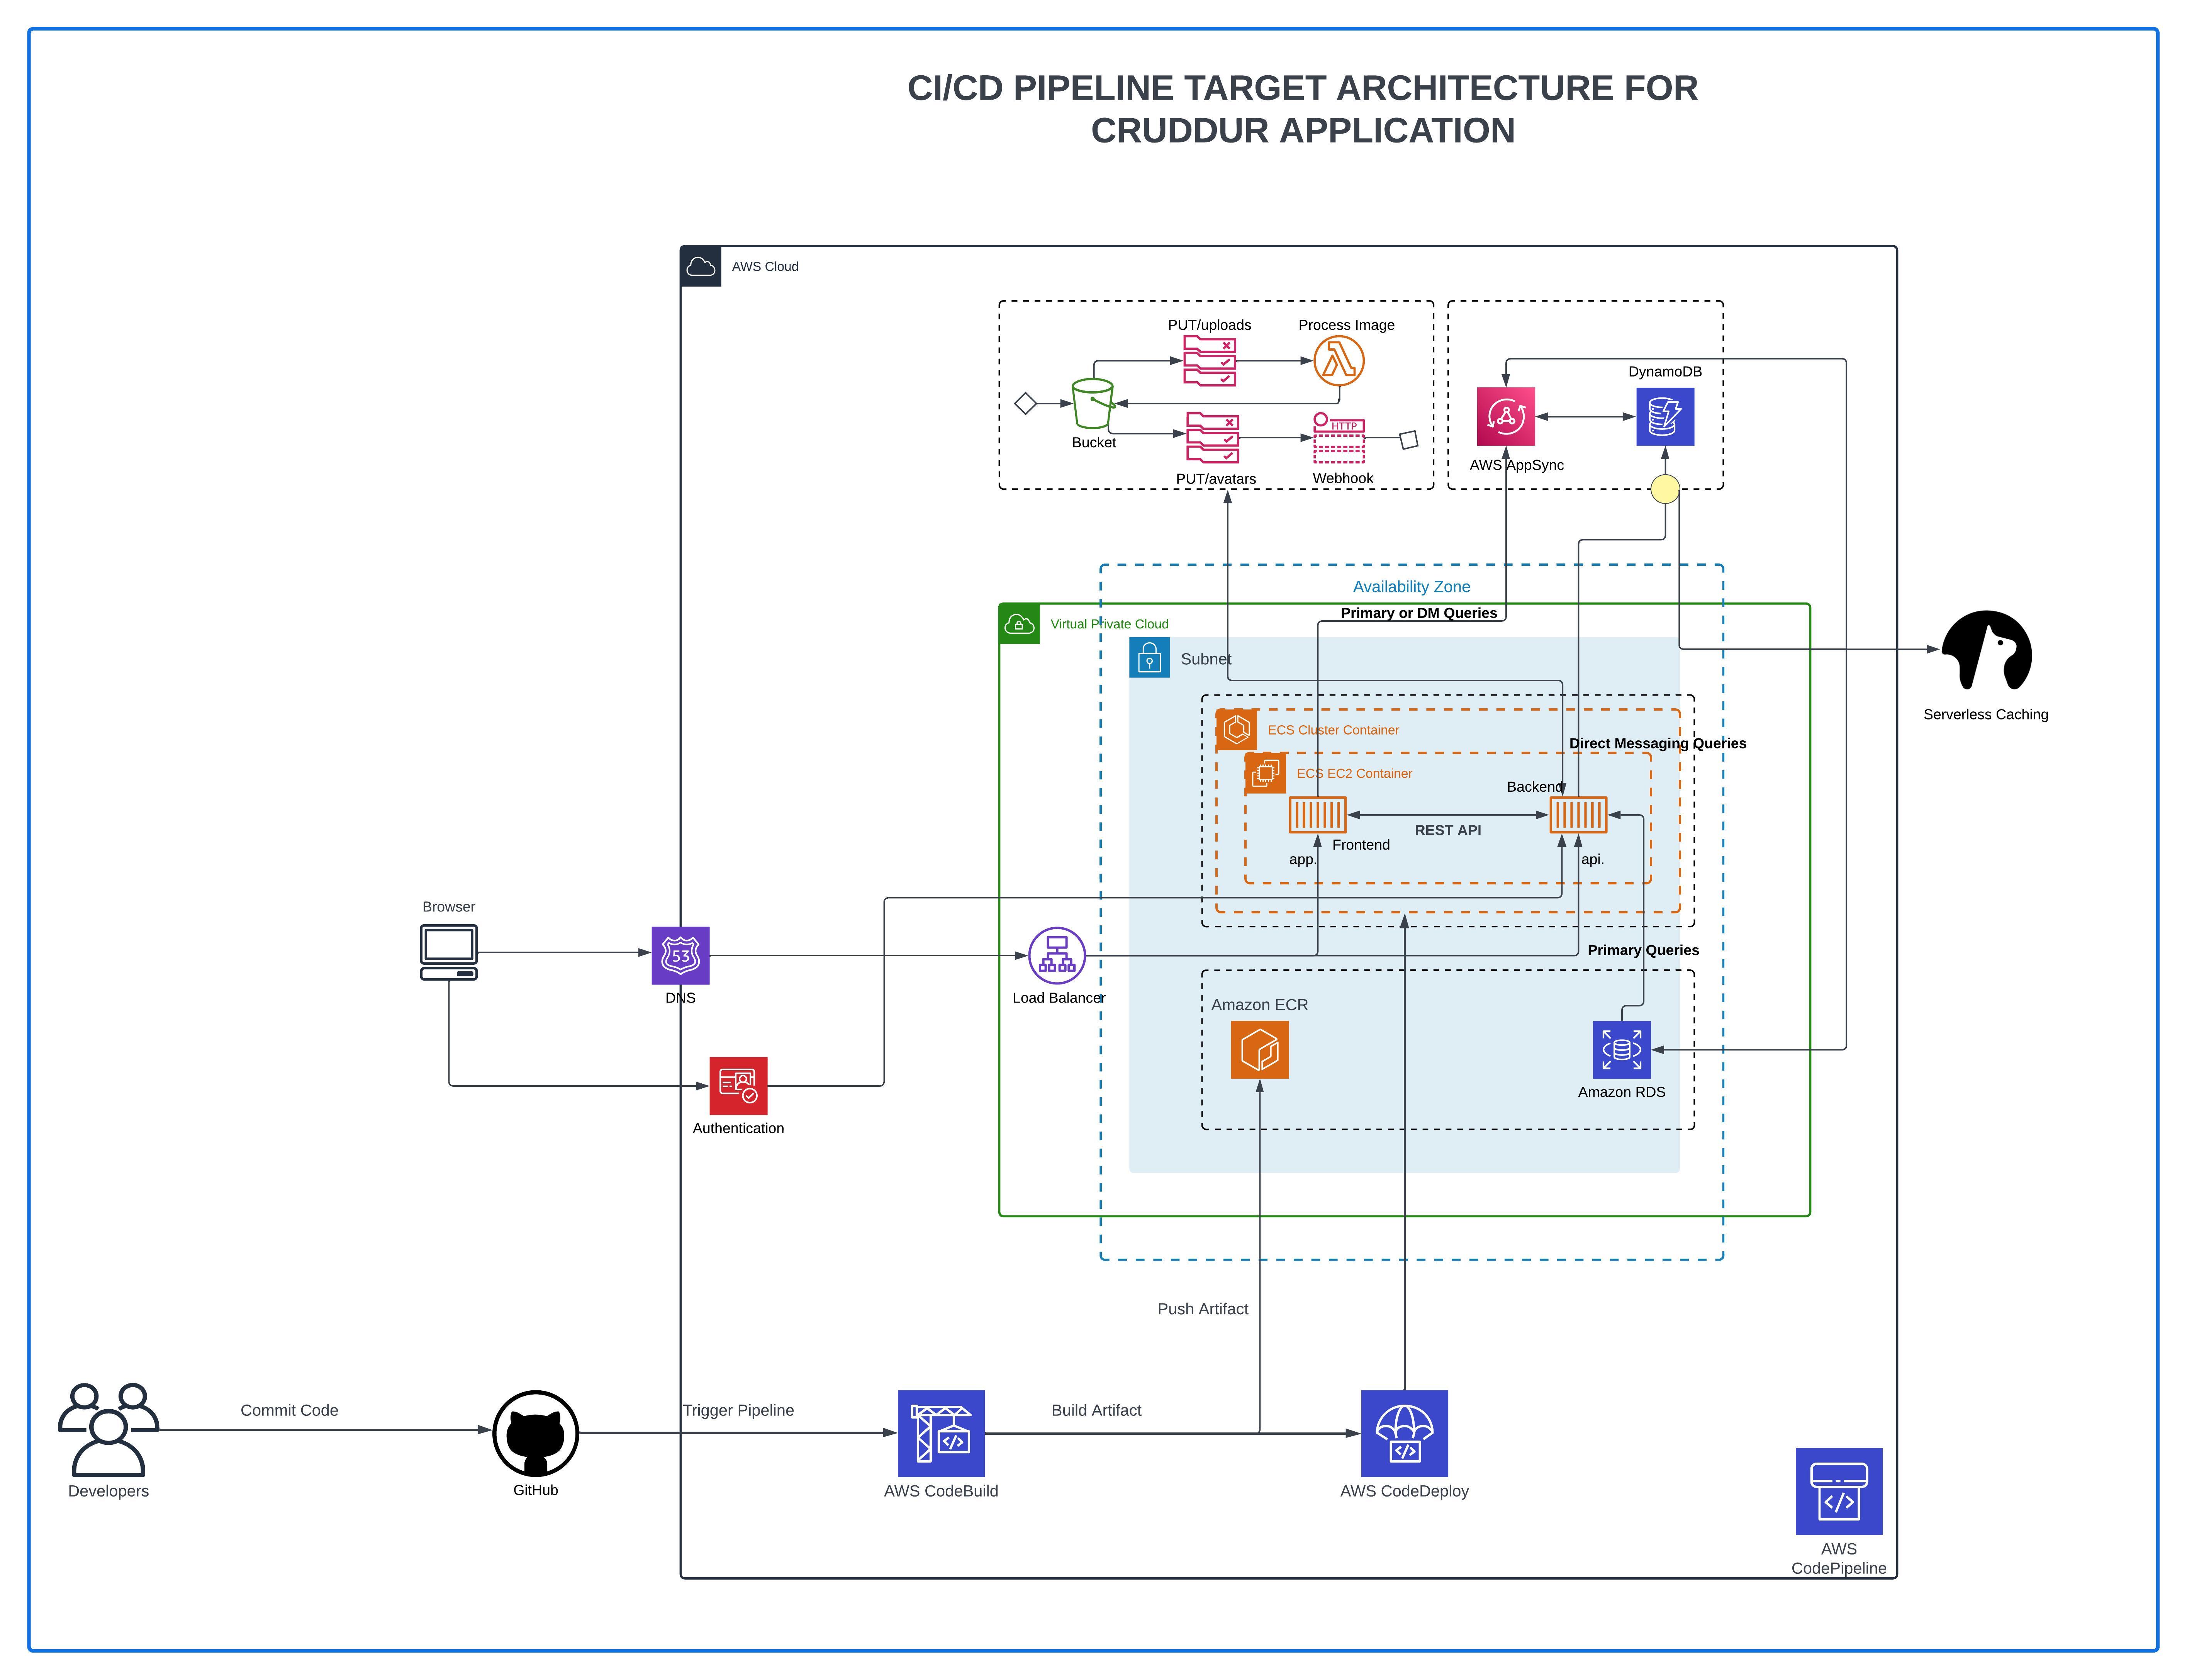 CI/CD PIPELINE TARGET ARCHITECTURE FOR
CRUDDUR APPLICATION
AWS Cloud
PUT/uploads
Process Image
DynamoDB
HTTP
Bucket
PUT/avatars
Webhook
AWS AppSync
Availability Zone
Primary or DM Queries
Virtual Private Cloud
Subnet
Serverless Caching
ECS Cluster Container
Direct Messaging Queries
ECS EC2 Container
Backend
REST API
Frontend
app.
api.
Browser
53
DNS
Load Balancer
Primary Queries
Amazon ECR
Amazon RDS
Authentication
Push Artifact
Commit Code
Trigger Pipeline
Build Artifact
</>
</>
</>
Developers
GitHub
AWS CodeBuild
AWS CodeDeploy
AWS
CodePipeline